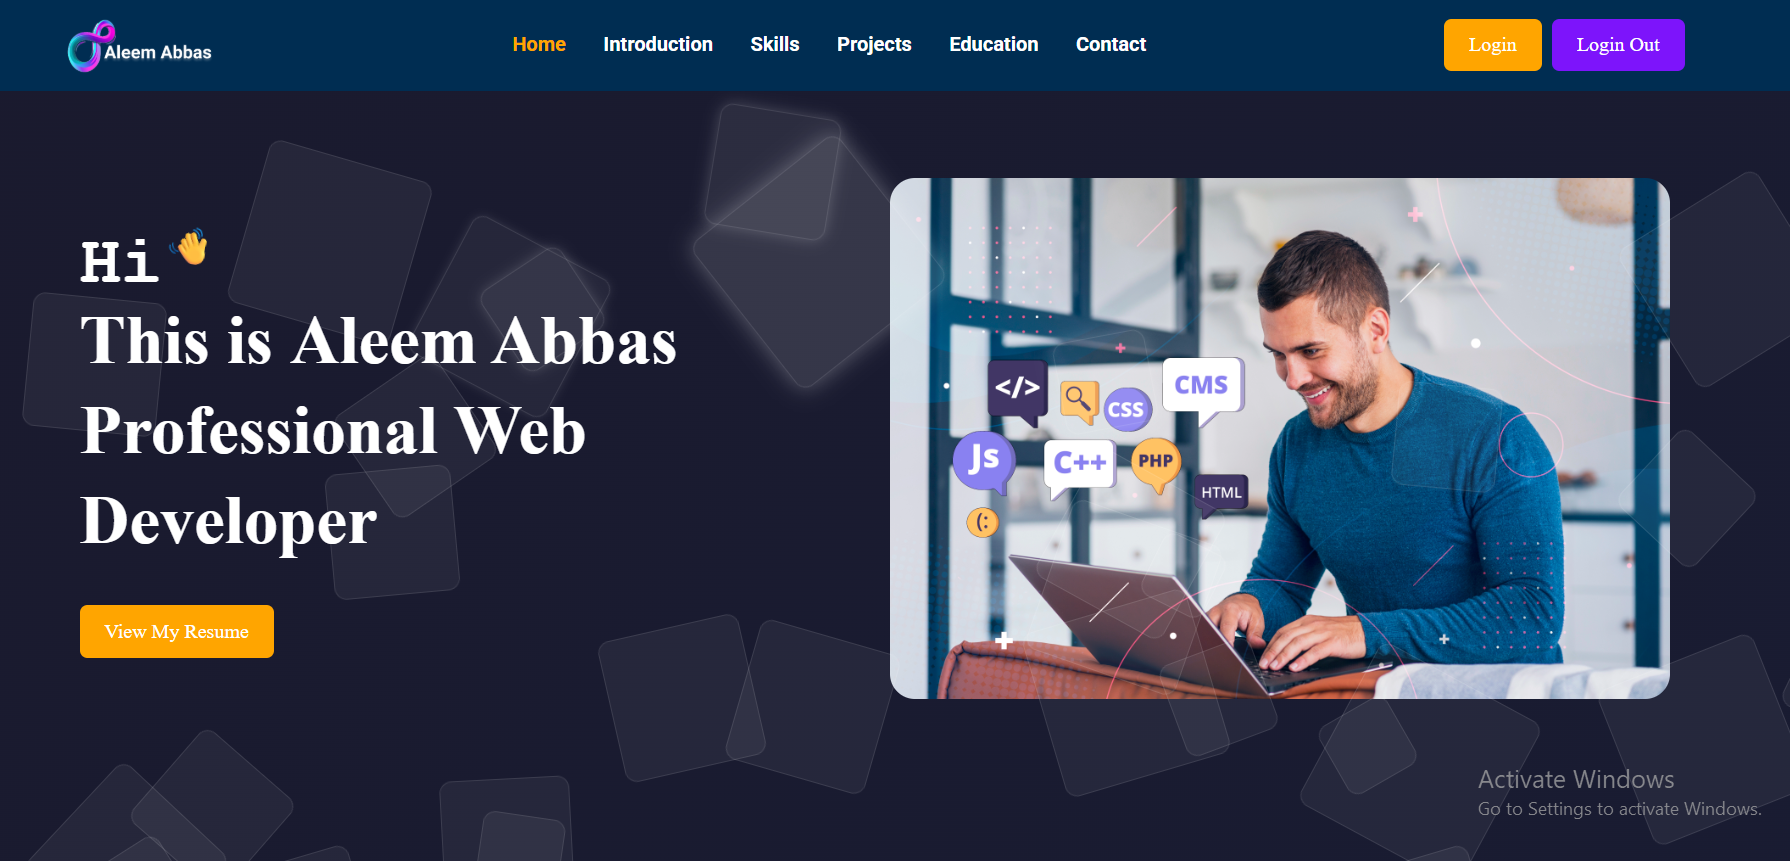 Aleem Abbas
Home Introduction Skills Projects Education Contact
Login Login Out
Hi 👋
This is Aleem Abbas
Professional Web
Developer
View My Resume
</>
CSS
CMS
Js
C++
PHP
HTML
(:
Activate Windows
Go to Settings to activate Windows.